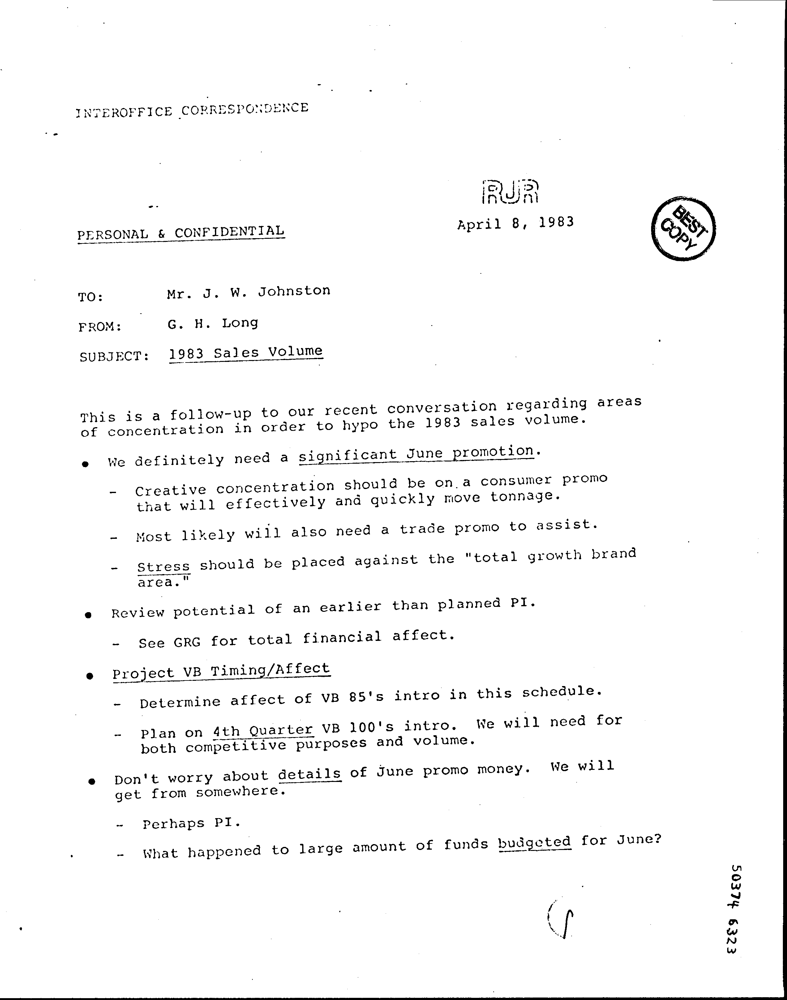 INTEROFFICE CORRESPONDENCE
RJR
PERSONAL & CONFIDENTIAL
April 8, 1983
BEST
COPY
TO: Mr. J. W. Johnston
FROM: G. H. Long
SUBJECT: 1983 Sales Volume
This is a follow-up to our recent conversation regarding areas
of concentration in order to hypo the 1983 sales volume.
● We definitely need a significant June promotion.
- Creative concentration should be on a consumer promo
that will effectively and quickly move tonnage.
- Most likely will also need a trade promo to assist.
- Stress should be placed against the "total growth brand
area."
● Review potential of an earlier than planned PI.
- See GRG for total financial affect.
● Project VB Timing/Affect
- Determine affect of VB 85's intro in this schedule.
- Plan on 4th Quarter VB 100's intro. We will need for
both competitive purposes and volume.
● Don't worry about details of June promo money. We will
get from somewhere.
- Perhaps PI.
- What happened to large amount of funds budgeted for June?
50374 6323